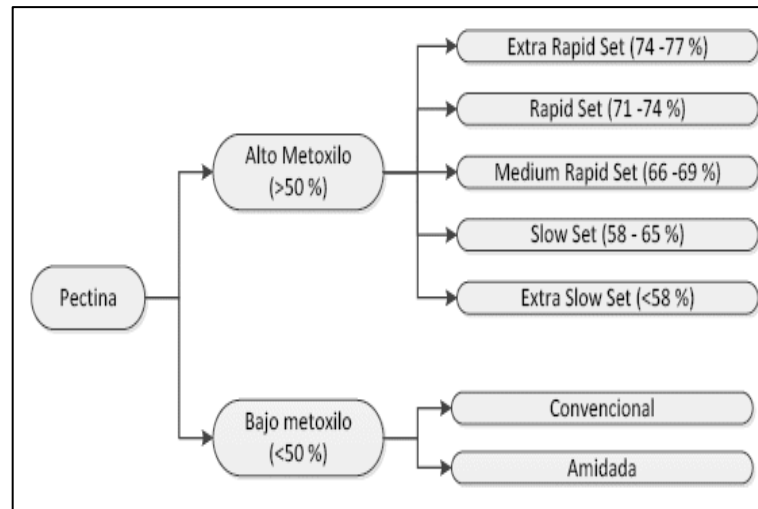 Pectina
Alto Metoxilo
(>50 %)
Extra Rapid Set (74 -77 %)
Rapid Set (71 -74 %)
Medium Rapid Set (66 -69 %)
Slow Set (58 - 65 %)
Extra Slow Set (<58 %)
Bajo metoxilo
(<50 %)
Convencional
Amidada